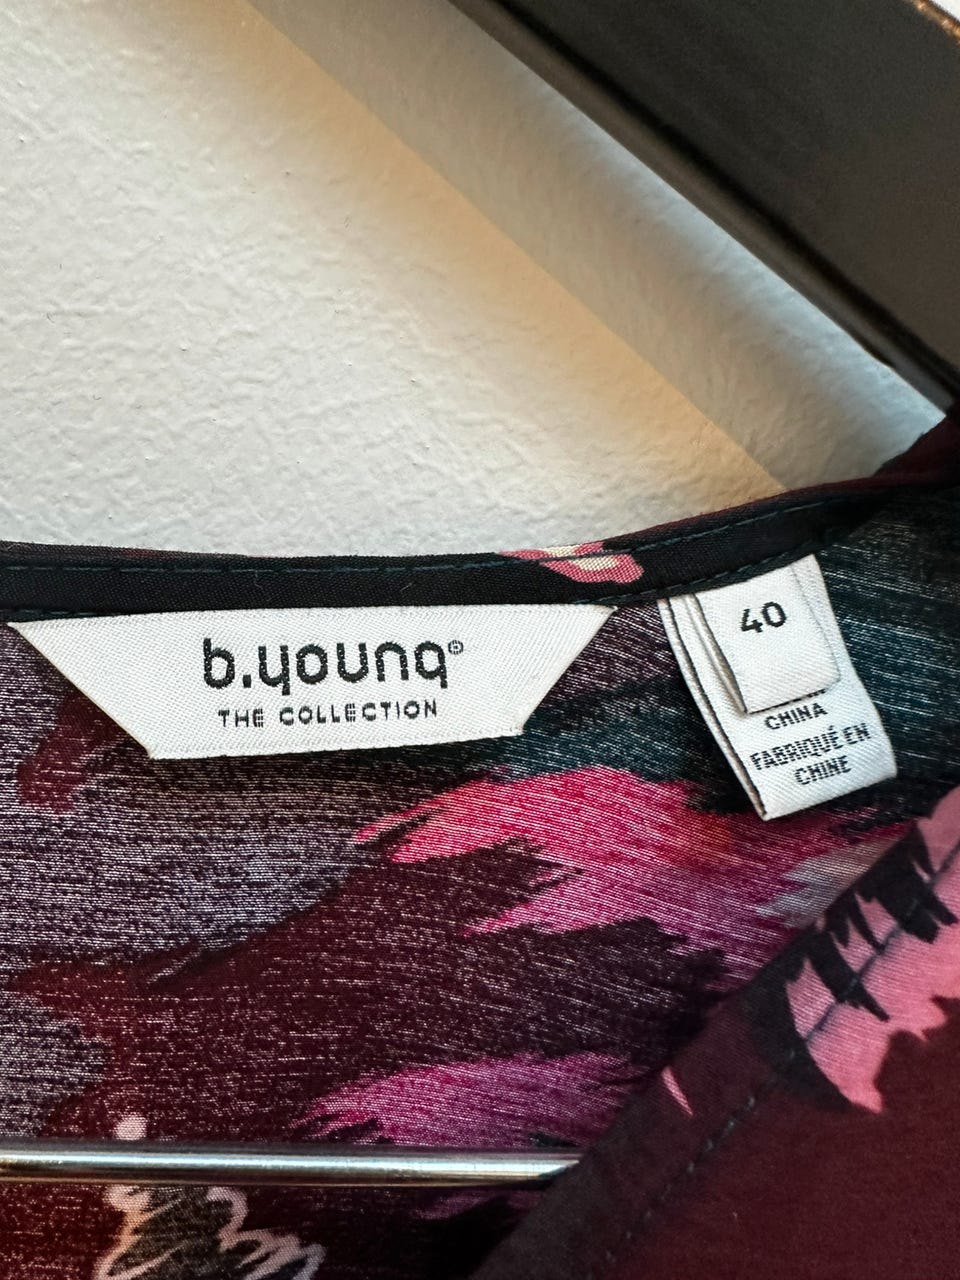 b.young®
THE COLLECTION
40
CHINA
FABRIQUÉ EN
CHINE